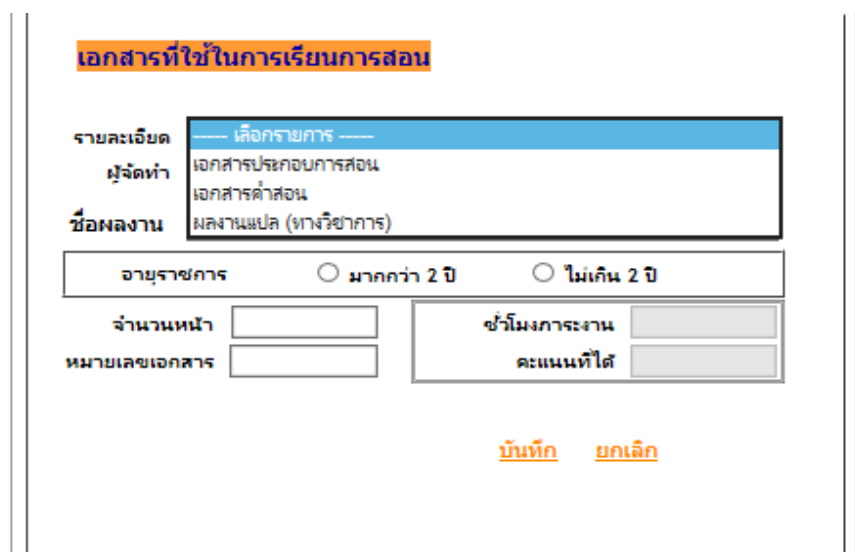 เอกสารที่ใช้ในการเรียนการสอน
รายละเอียด ----- เลือกรายการ -----
ผู้จัดทำ เอกสารประกอบการสอน
เอกสารคำสอน
ชื่อผลงาน ผลงานแปล (ทางวิชาการ)
อายุราชการ มากกว่า 2 ปี ไม่เกิน 2 ปี
จำนวนหน้า ชั่วโมงภาระงาน
หมายเลขเอกสาร คะแนนที่ได้
บันทึก ยกเลิก